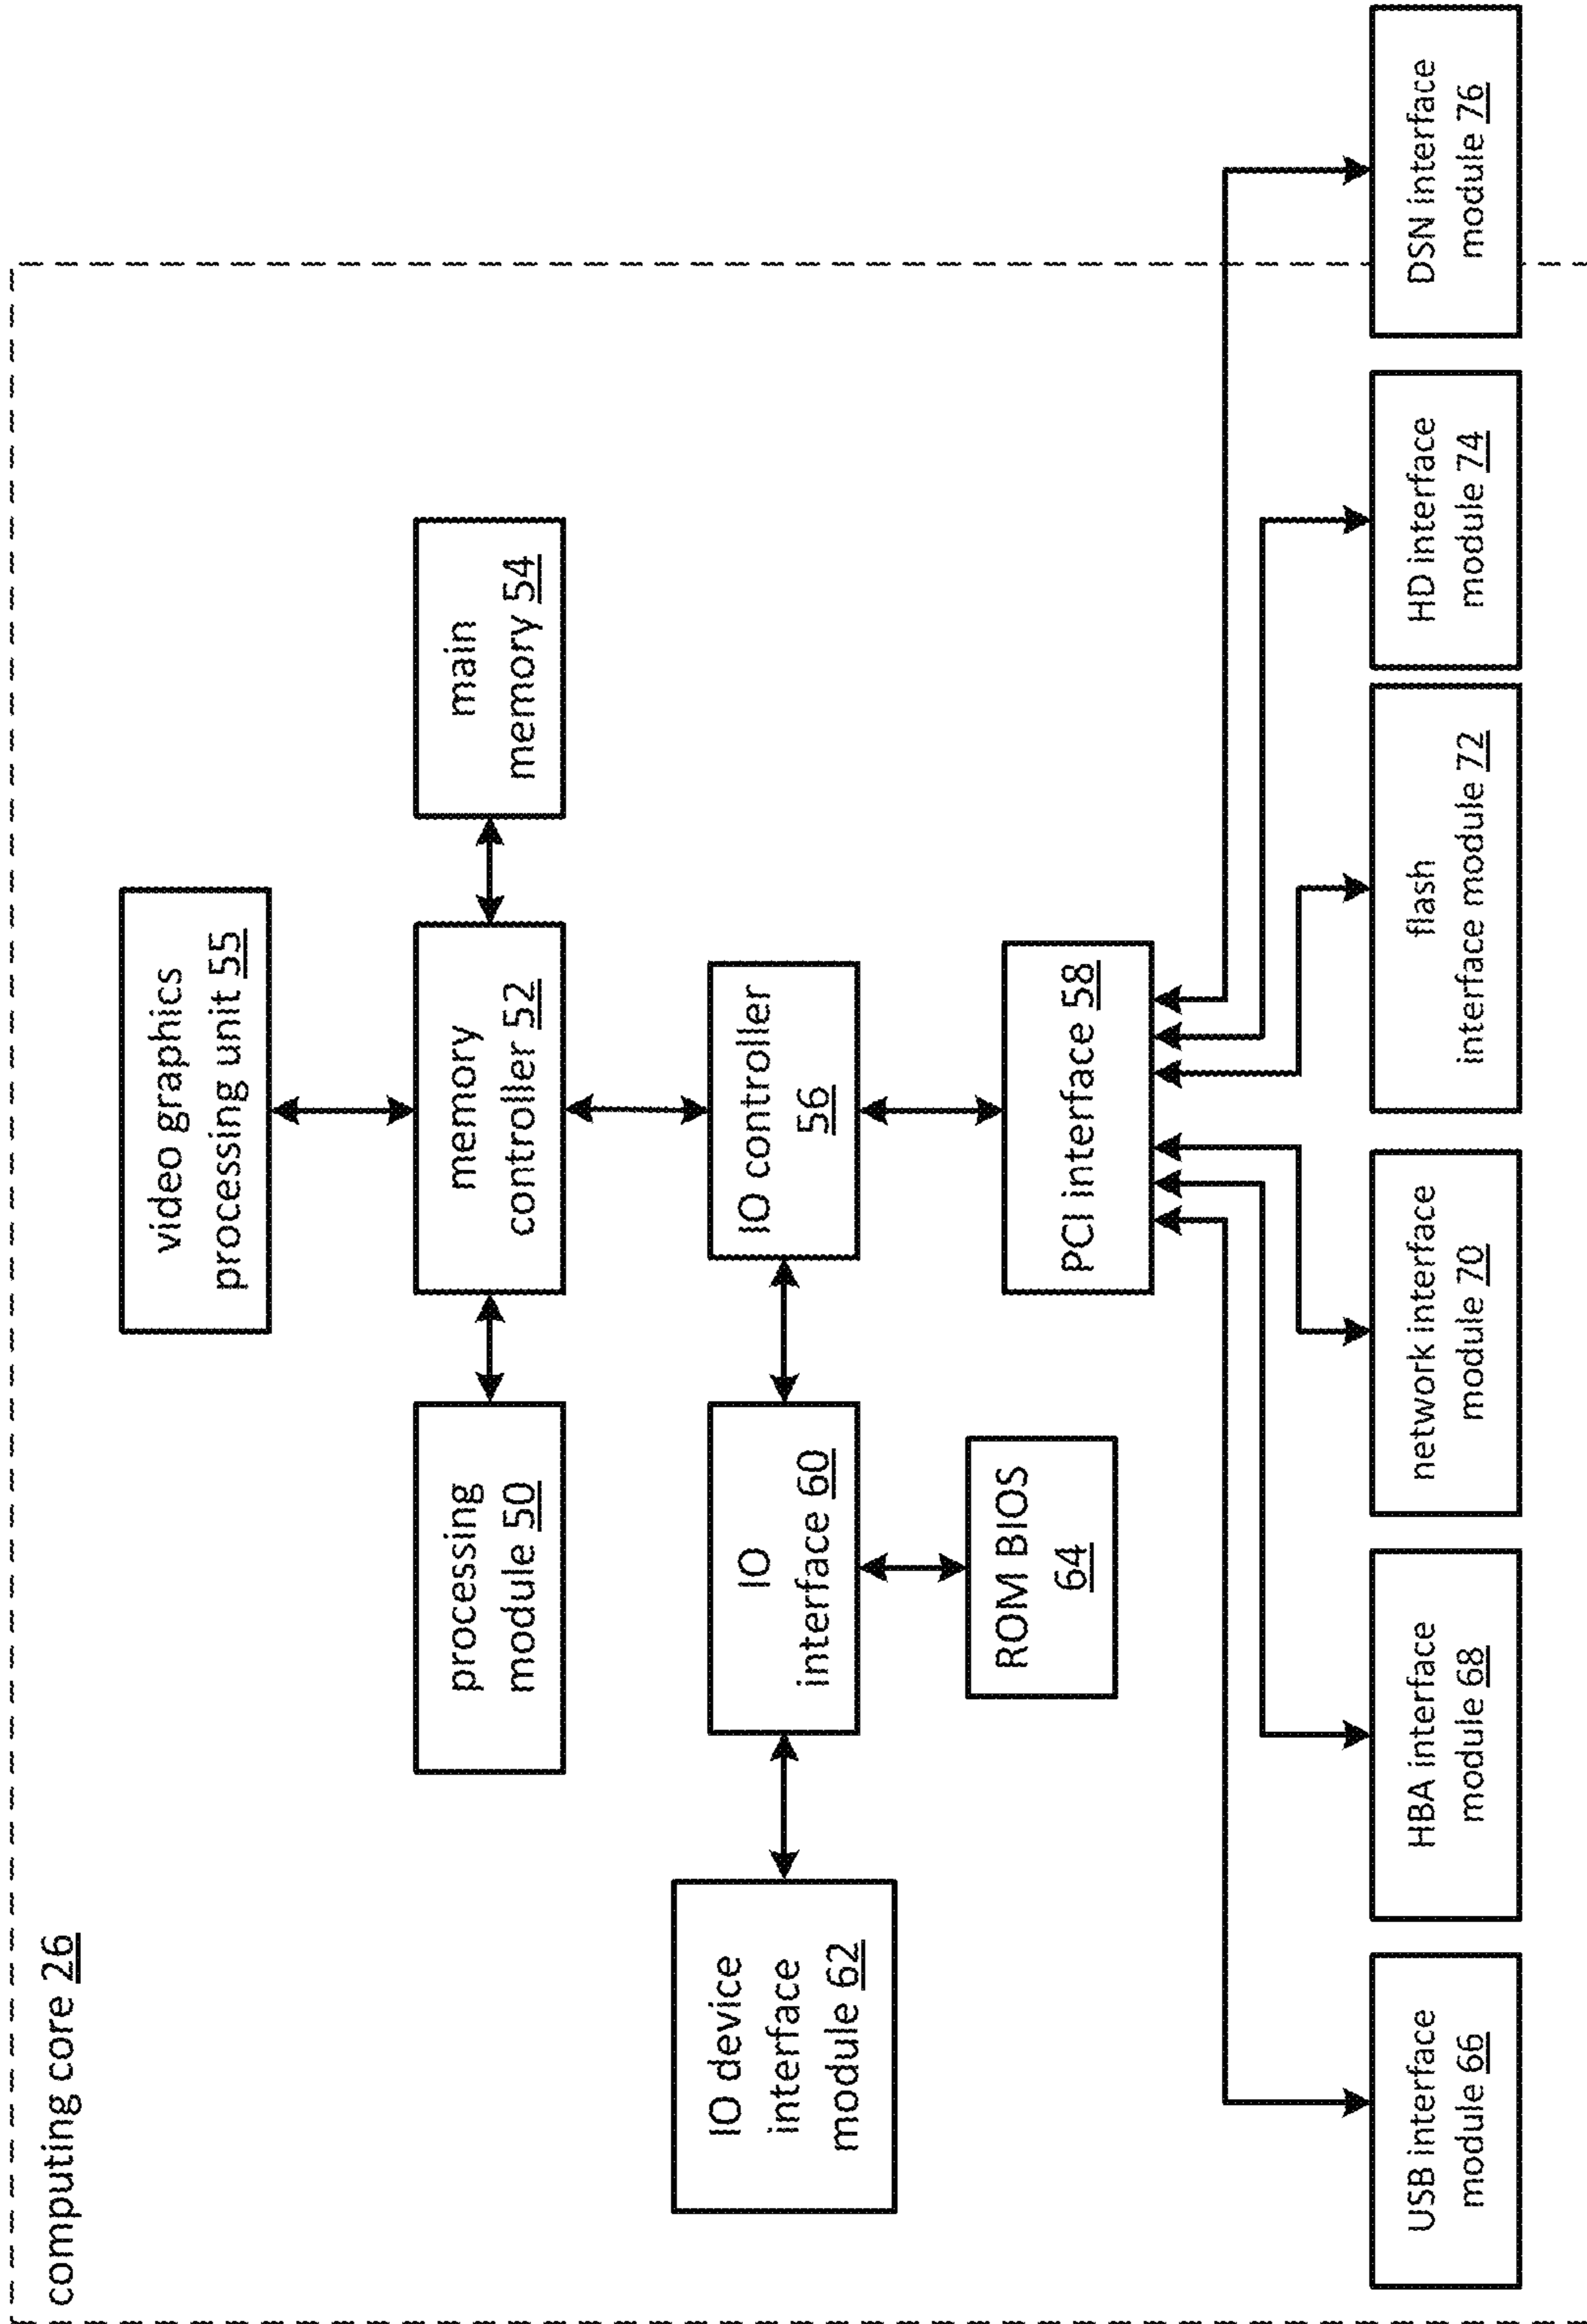 computing core 26
video graphics
processing unit 55
processing
module 50
memory
controller 52
main
memory 54
IO device
interface
module 62
IO
interface 60
IO controller
56
ROM BIOS
64
PCI interface 58
USB interface
module 66
HBA interface
module 68
network interface
module 70
flash
interface module 72
HD interface
module 74
DSN interface
module 76